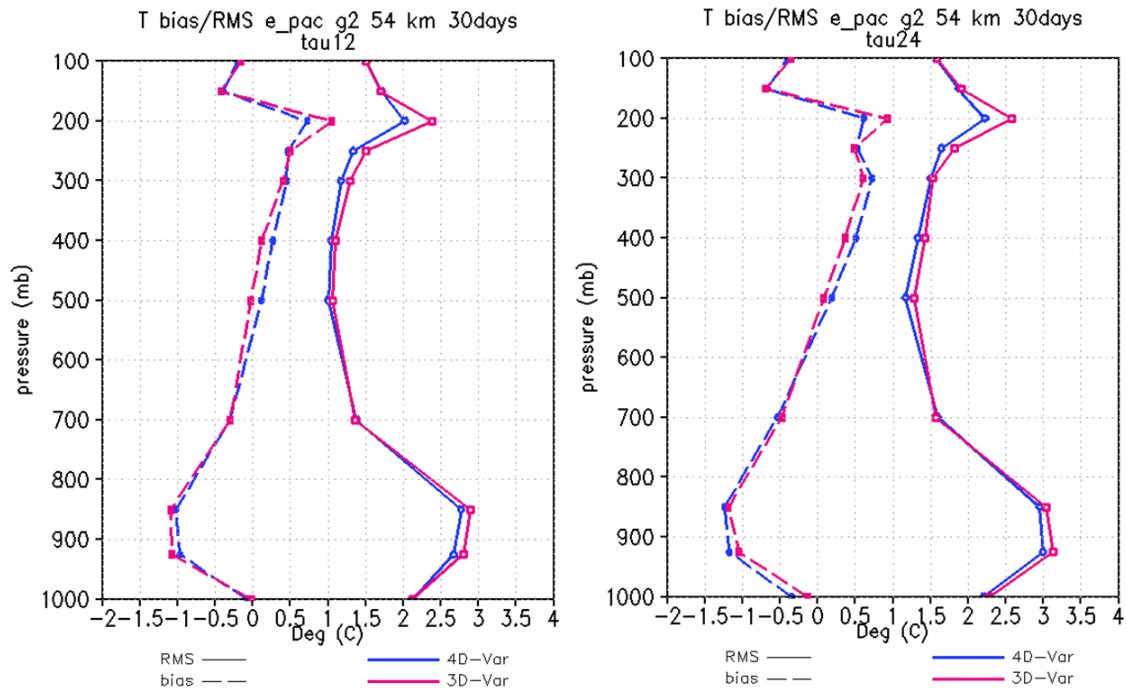 T bias/RMS e_pac g2 54 km 30days
tau12
100
200
300
400
500
600
700
800
900
1000
pressure (mb)
−2 −1.5 −1 −0.5 0 0.5 1 1.5 2 2.5 3 3.5 4
Deg (C)
RMS
bias
4D−Var
3D−Var
T bias/RMS e_pac g2 54 km 30days
tau24
100
200
300
400
500
600
700
800
900
1000
pressure (mb)
−2 −1.5 −1 −0.5 0 0.5 1 1.5 2 2.5 3 3.5 4
Deg (C)
RMS
bias
4D−Var
3D−Var